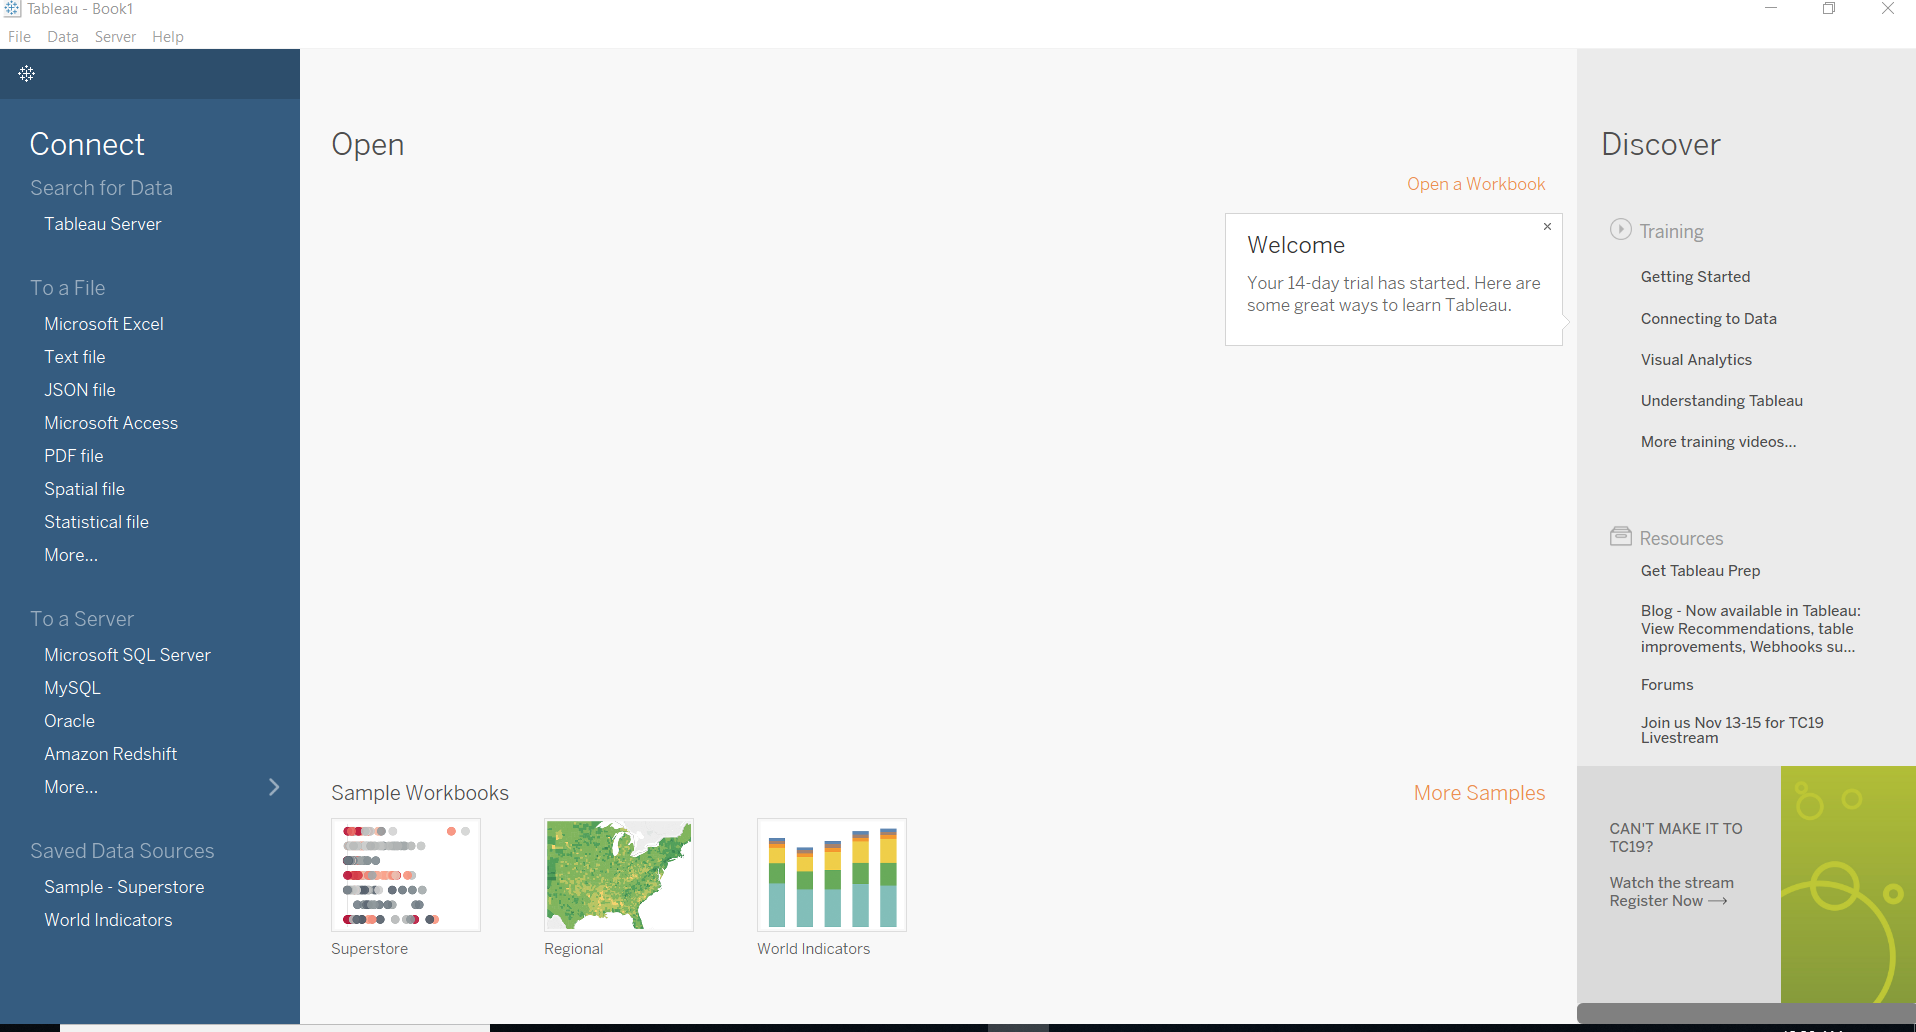 Tableau - Book1
File Data Server Help
Connect
Search for Data
Tableau Server
To a File
Microsoft Excel
Text file
JSON file
Microsoft Access
PDF file
Spatial file
Statistical file
More...
To a Server
Microsoft SQL Server
MySQL
Oracle
Amazon Redshift
More...
Saved Data Sources
Sample - Superstore
World Indicators
Open
Open a Workbook
Welcome
Your 14-day trial has started. Here are
some great ways to learn Tableau.
Sample Workbooks
More Samples
Superstore
Regional
World Indicators
Discover
Training
Getting Started
Connecting to Data
Visual Analytics
Understanding Tableau
More training videos...
Resources
Get Tableau Prep
Blog - Now available in Tableau:
View Recommendations, table
improvements, Webhooks su...
Forums
Join us Nov 13-15 for TC19
Livestream
CAN'T MAKE IT TO
TC19?
Watch the stream
Register Now →